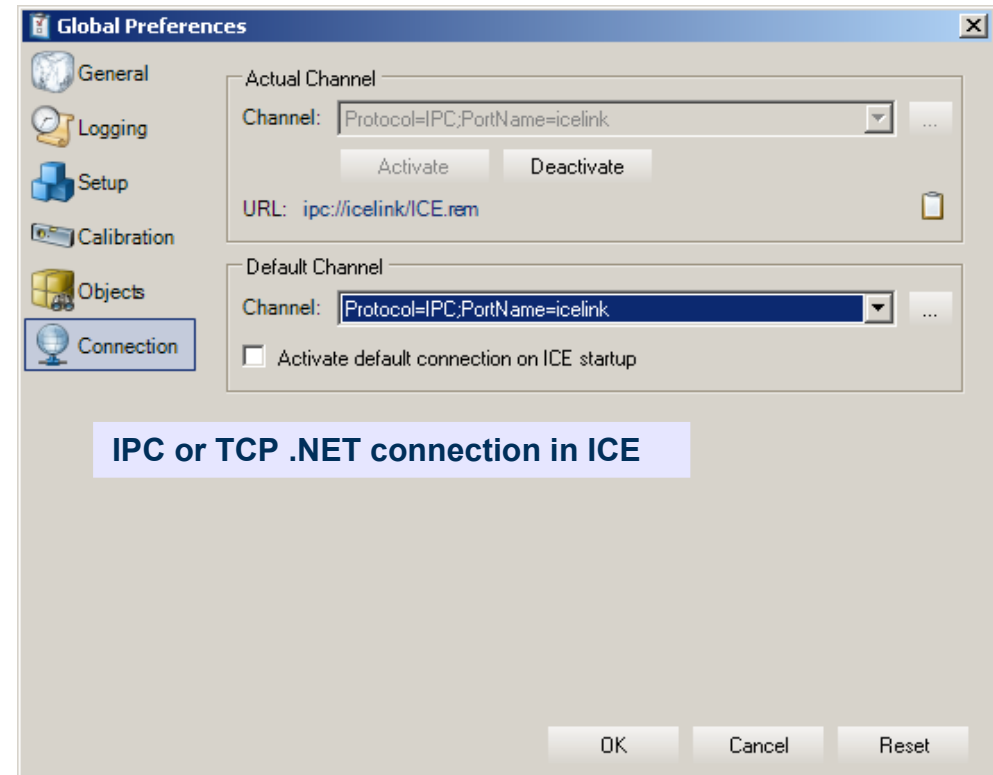 Global Preferences
General
Logging
Setup
Calibration
Objects
Connection
Actual Channel
Channel: Protocol=IPC;PortName=icelink ...
Activate Deactivate
URL: ipc://icelink/ICE.rem
Default Channel
Channel: Protocol=IPC;PortName=icelink ...
Activate default connection on ICE startup
IPC or TCP .NET connection in ICE
OK Cancel Reset